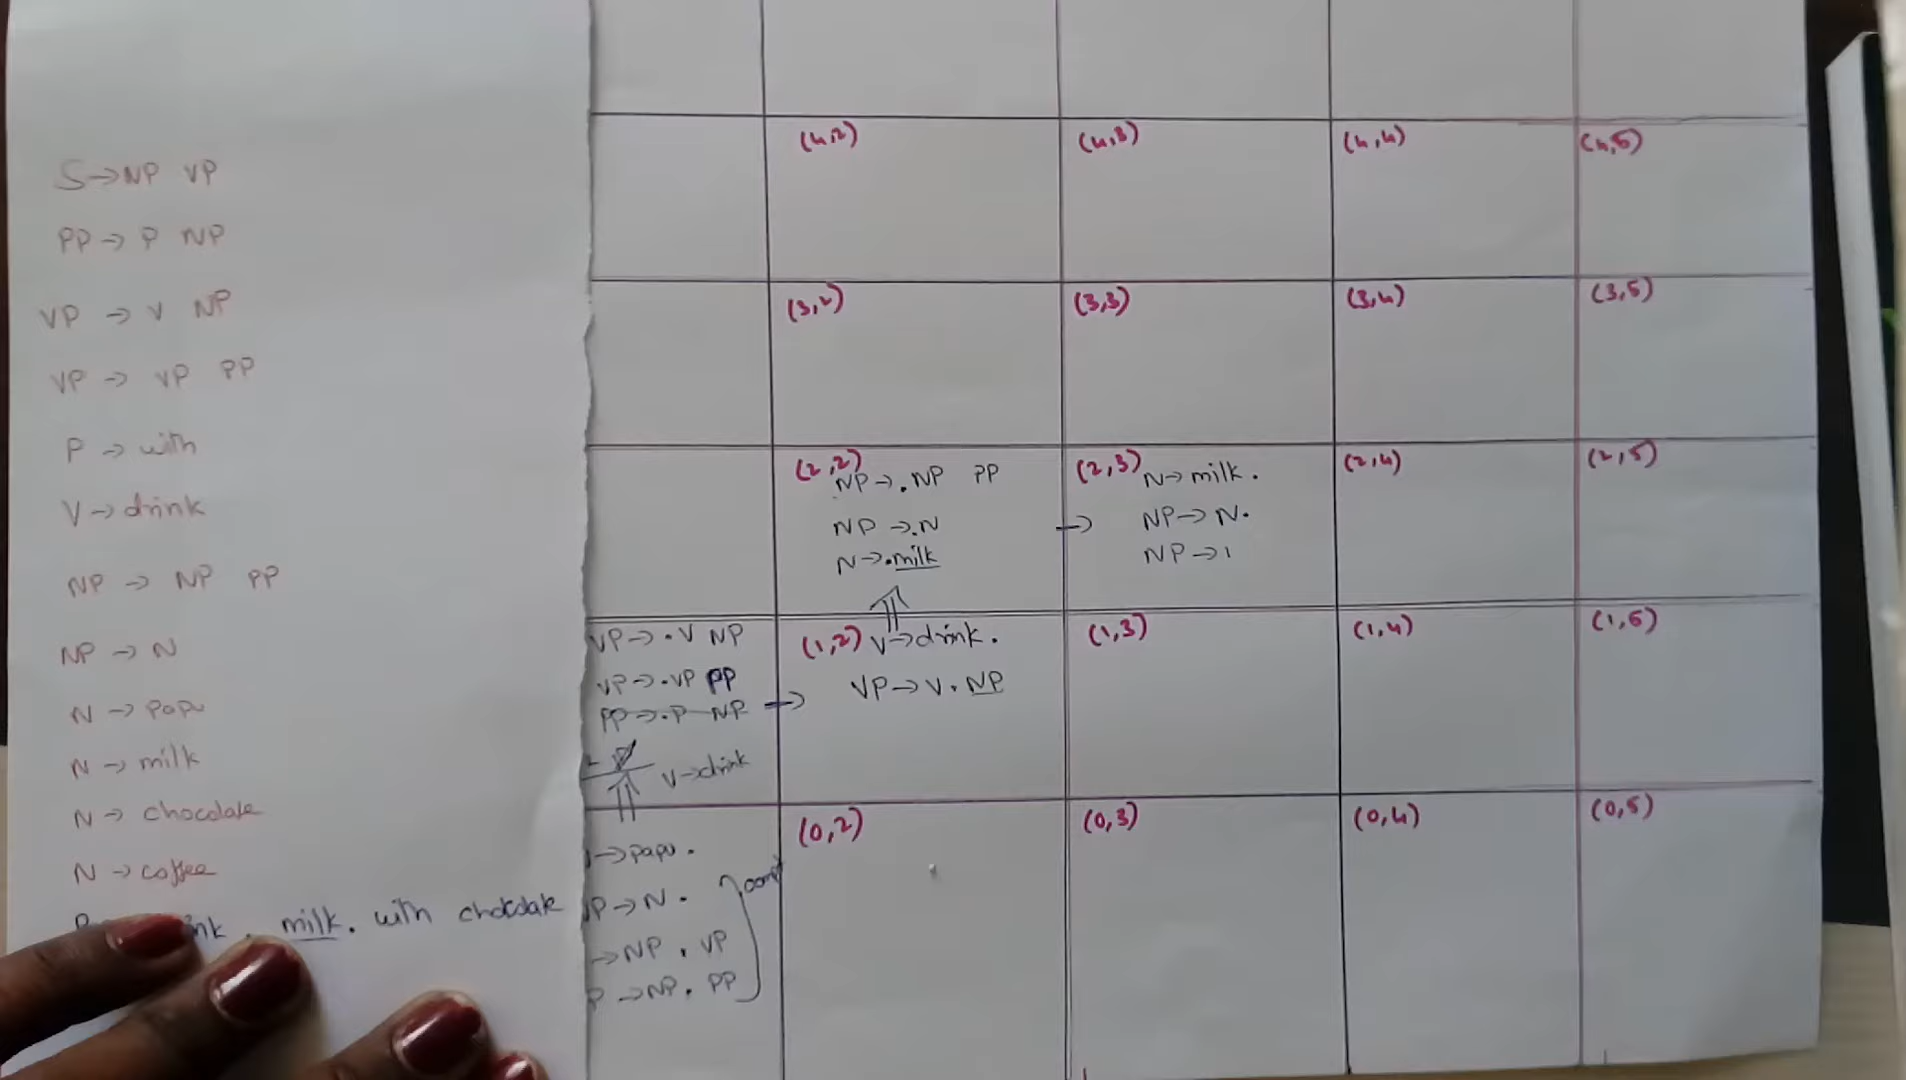 S→NP VP
PP→P NP
VP→V NP
VP→VP PP
P→with
V→drink
NP→NP PP
NP→N
N→papu
N→milk
N→chocolate
N→coffee
milk. with chocolate
(4,2) (4,3) (4,4) (4,5)
(3,2) (3,3) (3,4) (3,5)
(2,2) (2,3) (2,4) (2,5)
NP→.NP PP
NP→.N
N→.milk
N→milk.
NP→N.
NP→
VP→.V NP
VP→.VP PP
PP→.P NP
V→drink
(1,2) (1,3) (1,4) (1,5)
V→drink.
VP→V.NP
(0,2) (0,3) (0,4) (0,5)
→papu.
P→N.
→NP.VP
P→NP.PP